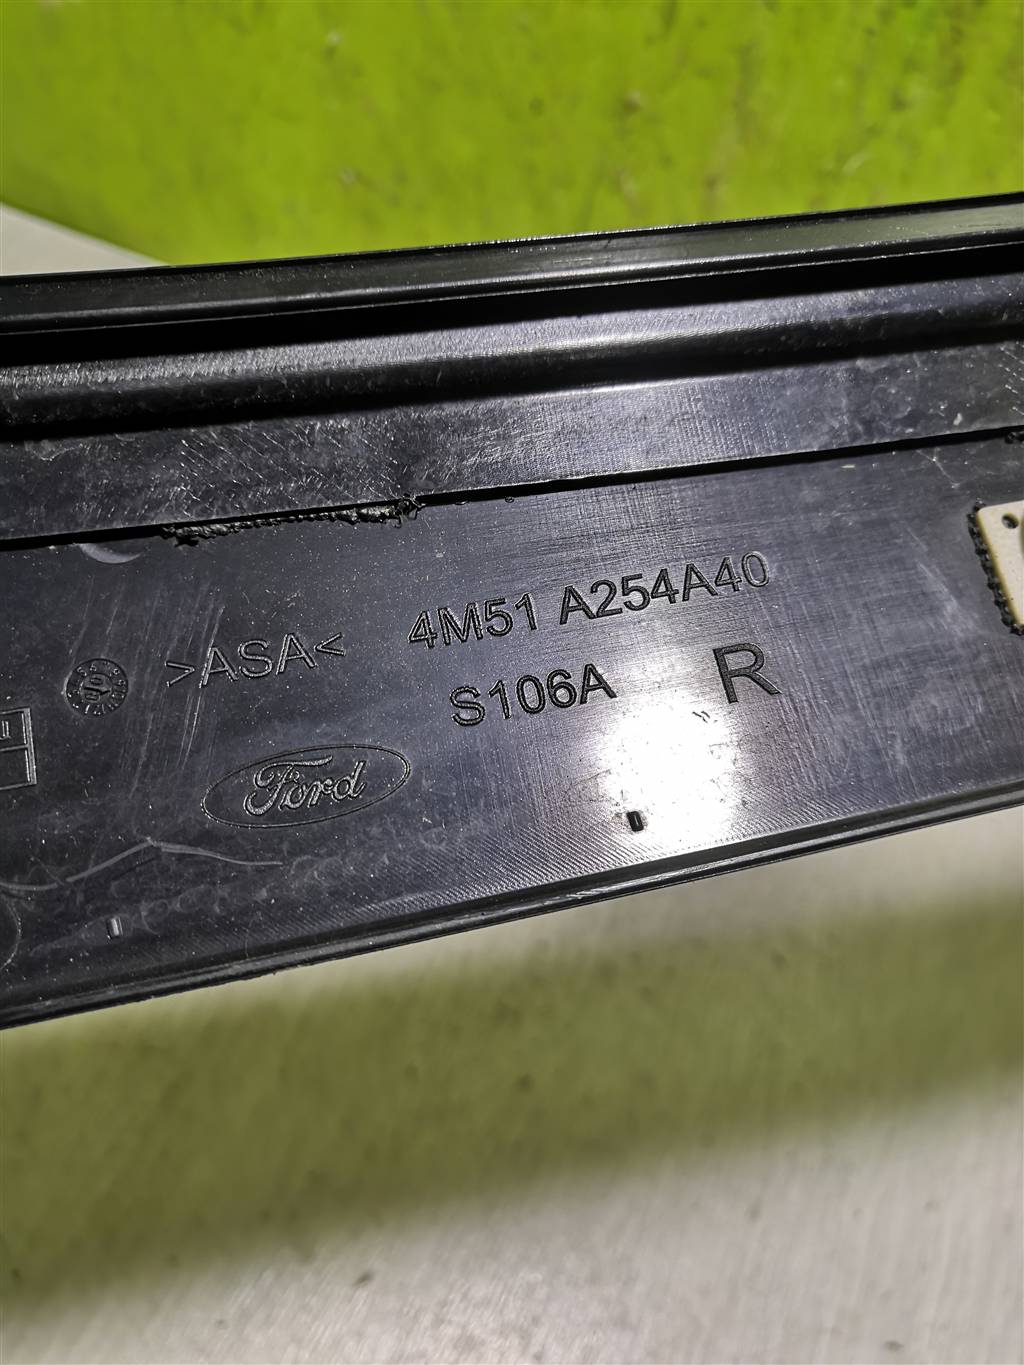 4M51 A254A40
>ASA<
S106A R
Ford